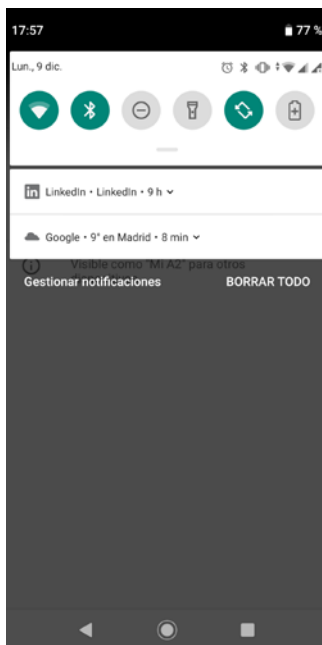 17:57 77 %
Lun., 9 dic.
in LinkedIn • LinkedIn • 9 h
Google • 9° en Madrid • 8 min
Visible como "Mi A2" para otros
Gestionar notificaciones BORRAR TODO